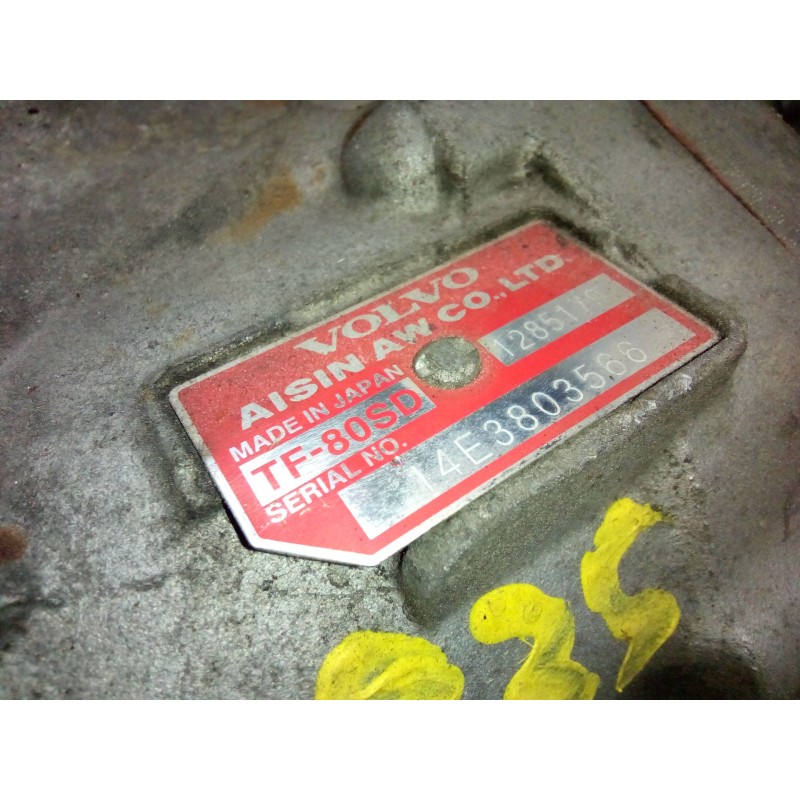 VOLVO
AISIN AW CO.,LTD.
MADE IN JAPAN
TF-80SD
SERIAL NO.
14E3803566